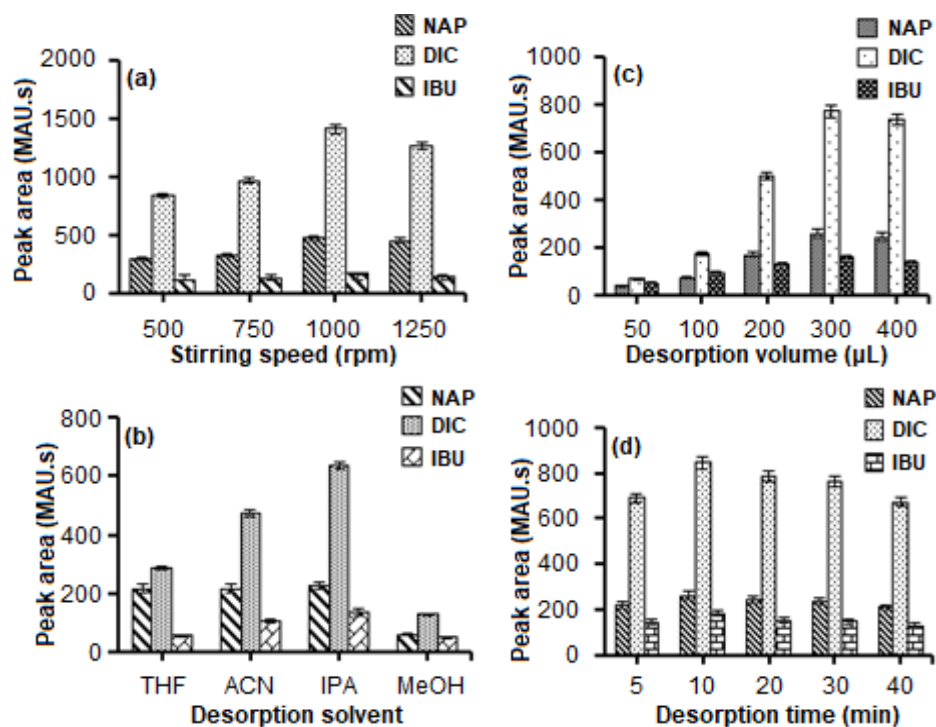 (a)
NAP
DIC
IBU
Peak area (MAU.s)
2000
1500
1000
500
0
500 750 1000 1250
Stirring speed (rpm)
(c)
NAP
DIC
IBU
Peak area (MAU.s)
1000
800
600
400
200
0
50 100 200 300 400
Desorption volume (µL)
(b)
NAP
DIC
IBU
Peak area (MAU.s)
800
600
400
200
0
THF ACN IPA MeOH
Desorption solvent
(d)
NAP
DIC
IBU
Peak area (MAU.s)
1000
800
600
400
200
0
5 10 20 30 40
Desorption time (min)